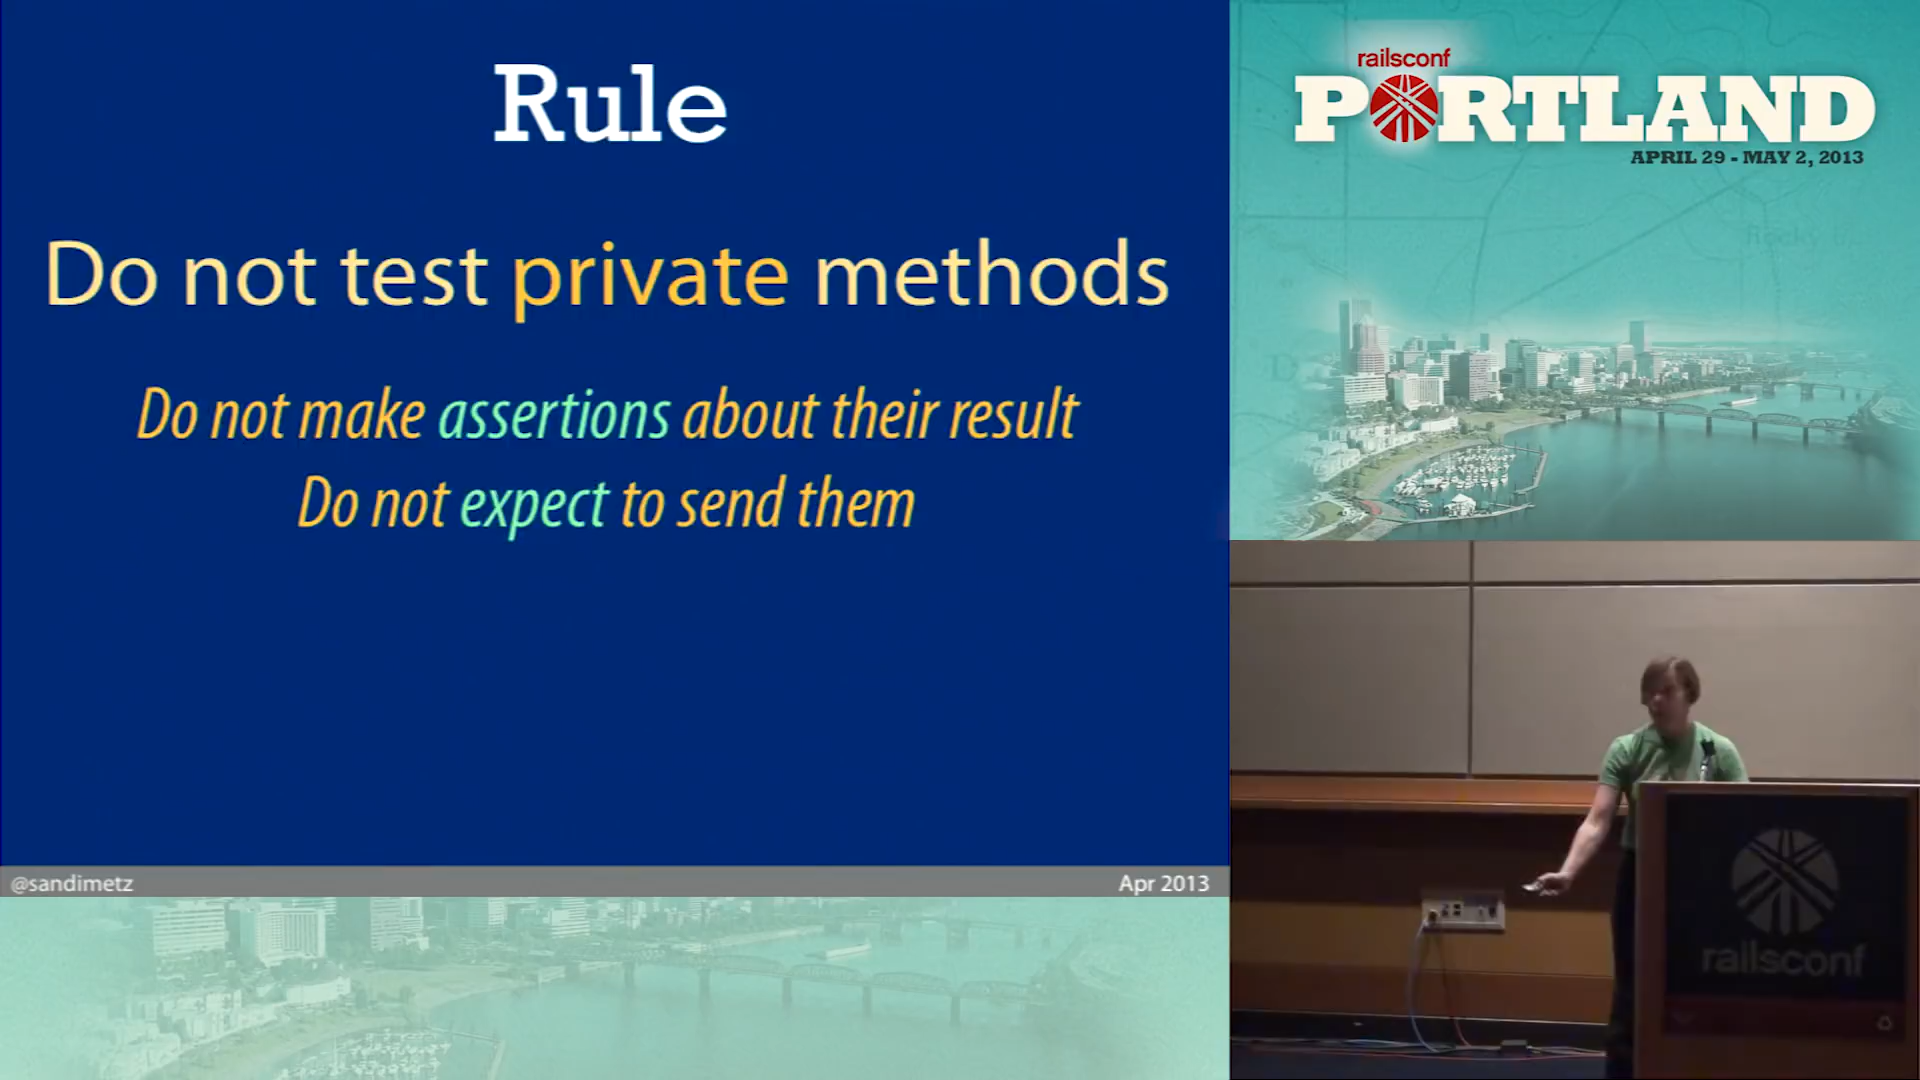 Rule
Do not test private methods
Do not make assertions about their result
Do not expect to send them
@sandimetz
Apr 2013
railsconf
PORTLAND
APRIL 29 - MAY 2, 2013
railsconf